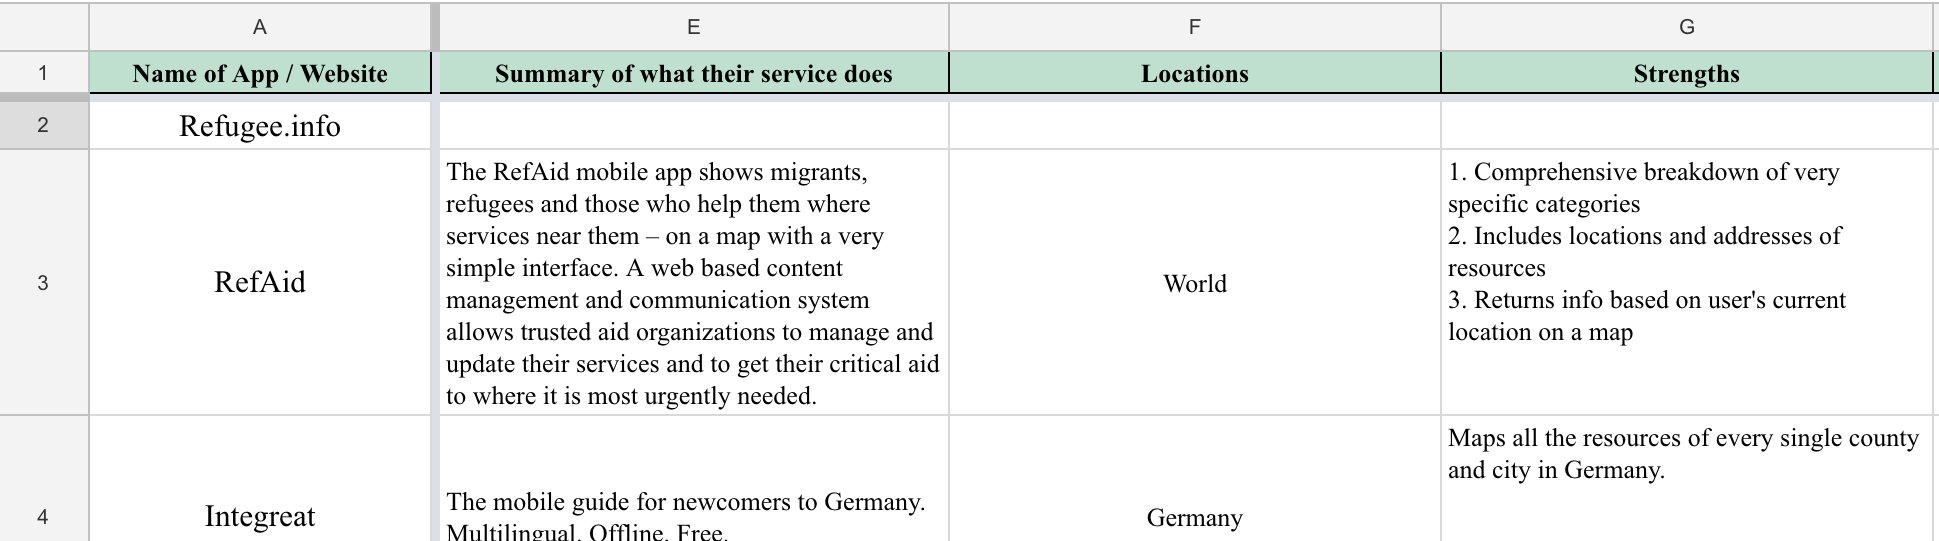 A E F G
1 Name of App / Website Summary of what their service does Locations Strengths
2 Refugee.info
The RefAid mobile app shows migrants,
refugees and those who help them where
services near them – on a map with a very
simple interface. A web based content
management and communication system
allows trusted aid organizations to manage and
update their services and to get their critical aid
to where it is most urgently needed.
3 RefAid
World
1. Comprehensive breakdown of very
specific categories
2. Includes locations and addresses of
resources
3. Returns info based on user's current
location on a map
4 Integreat
The mobile guide for newcomers to Germany.
Multilingual. Offline. Free.
Germany
Maps all the resources of every single county
and city in Germany.